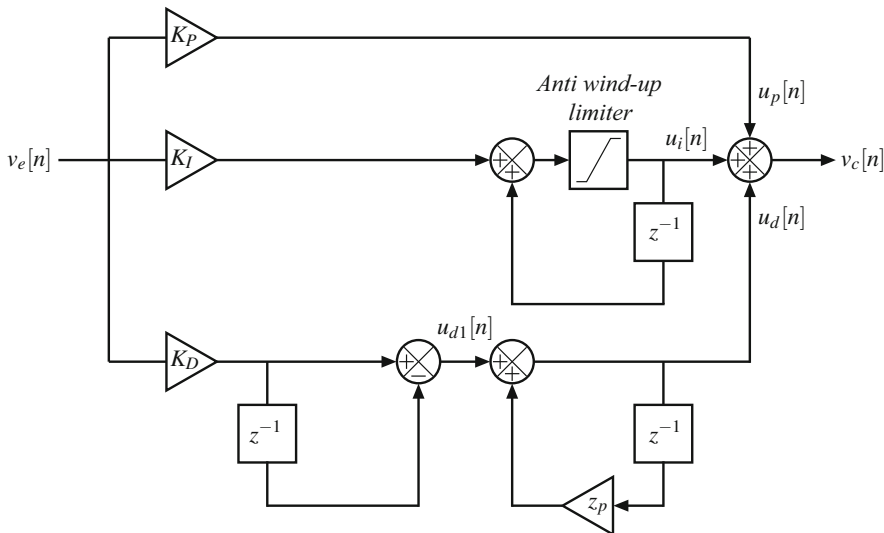 K_P
Anti wind-up
limiter
u_p[n]
v_e[n]
K_I
+
+
u_i[n]
+
+
+
v_c[n]
z^{-1}
u_d[n]
u_{d1}[n]
K_D
+
−
+
+
z^{-1}
z^{-1}
z_p